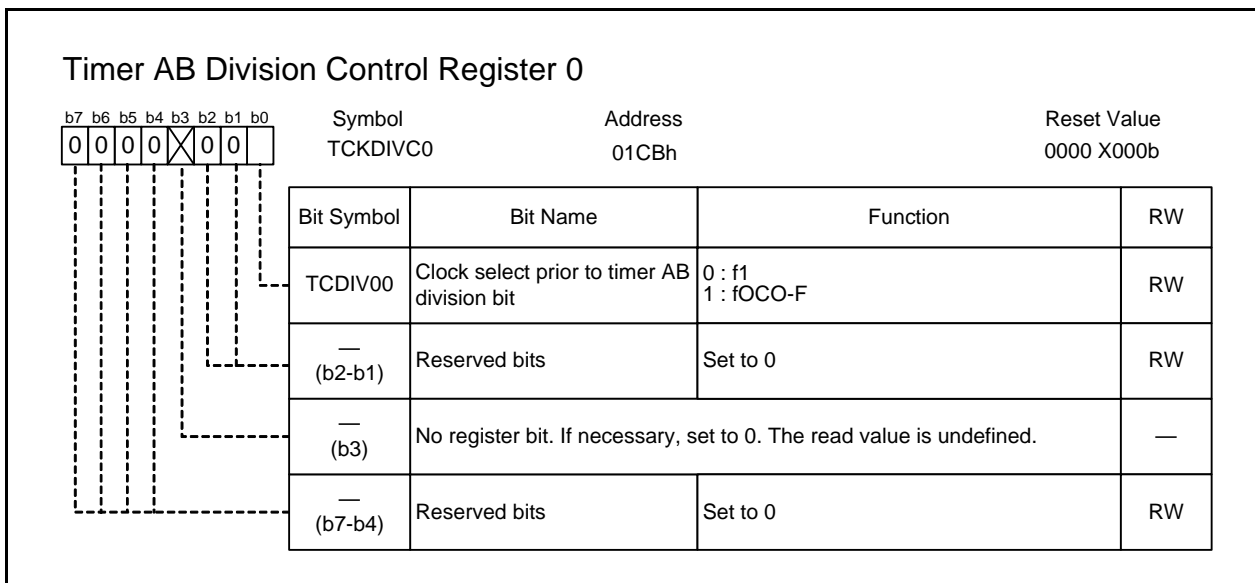 Timer AB Division Control Register 0
b7 b6 b5 b4 b3 b2 b1 b0
0 0 0 0 X 0 0
Symbol Address Reset Value
TCKDIVC0 01CBh 0000 X000b
Bit Symbol Bit Name Function RW
TCDIV00 Clock select prior to timer AB division bit 0 : f1 RW
1 : fOCO-F
— (b2-b1) Reserved bits Set to 0 RW
— (b3) No register bit. If necessary, set to 0. The read value is undefined. —
— (b7-b4) Reserved bits Set to 0 RW